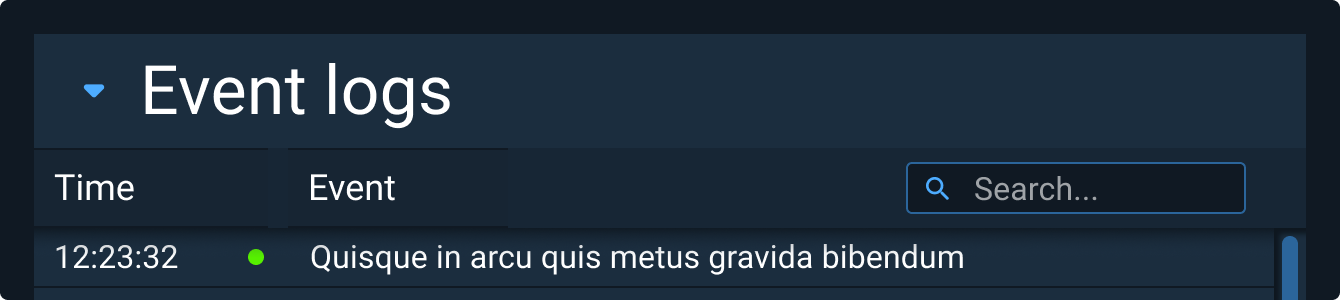 Event logs
Time Event Search...
12:23:32 Quisque in arcu quis metus gravida bibendum